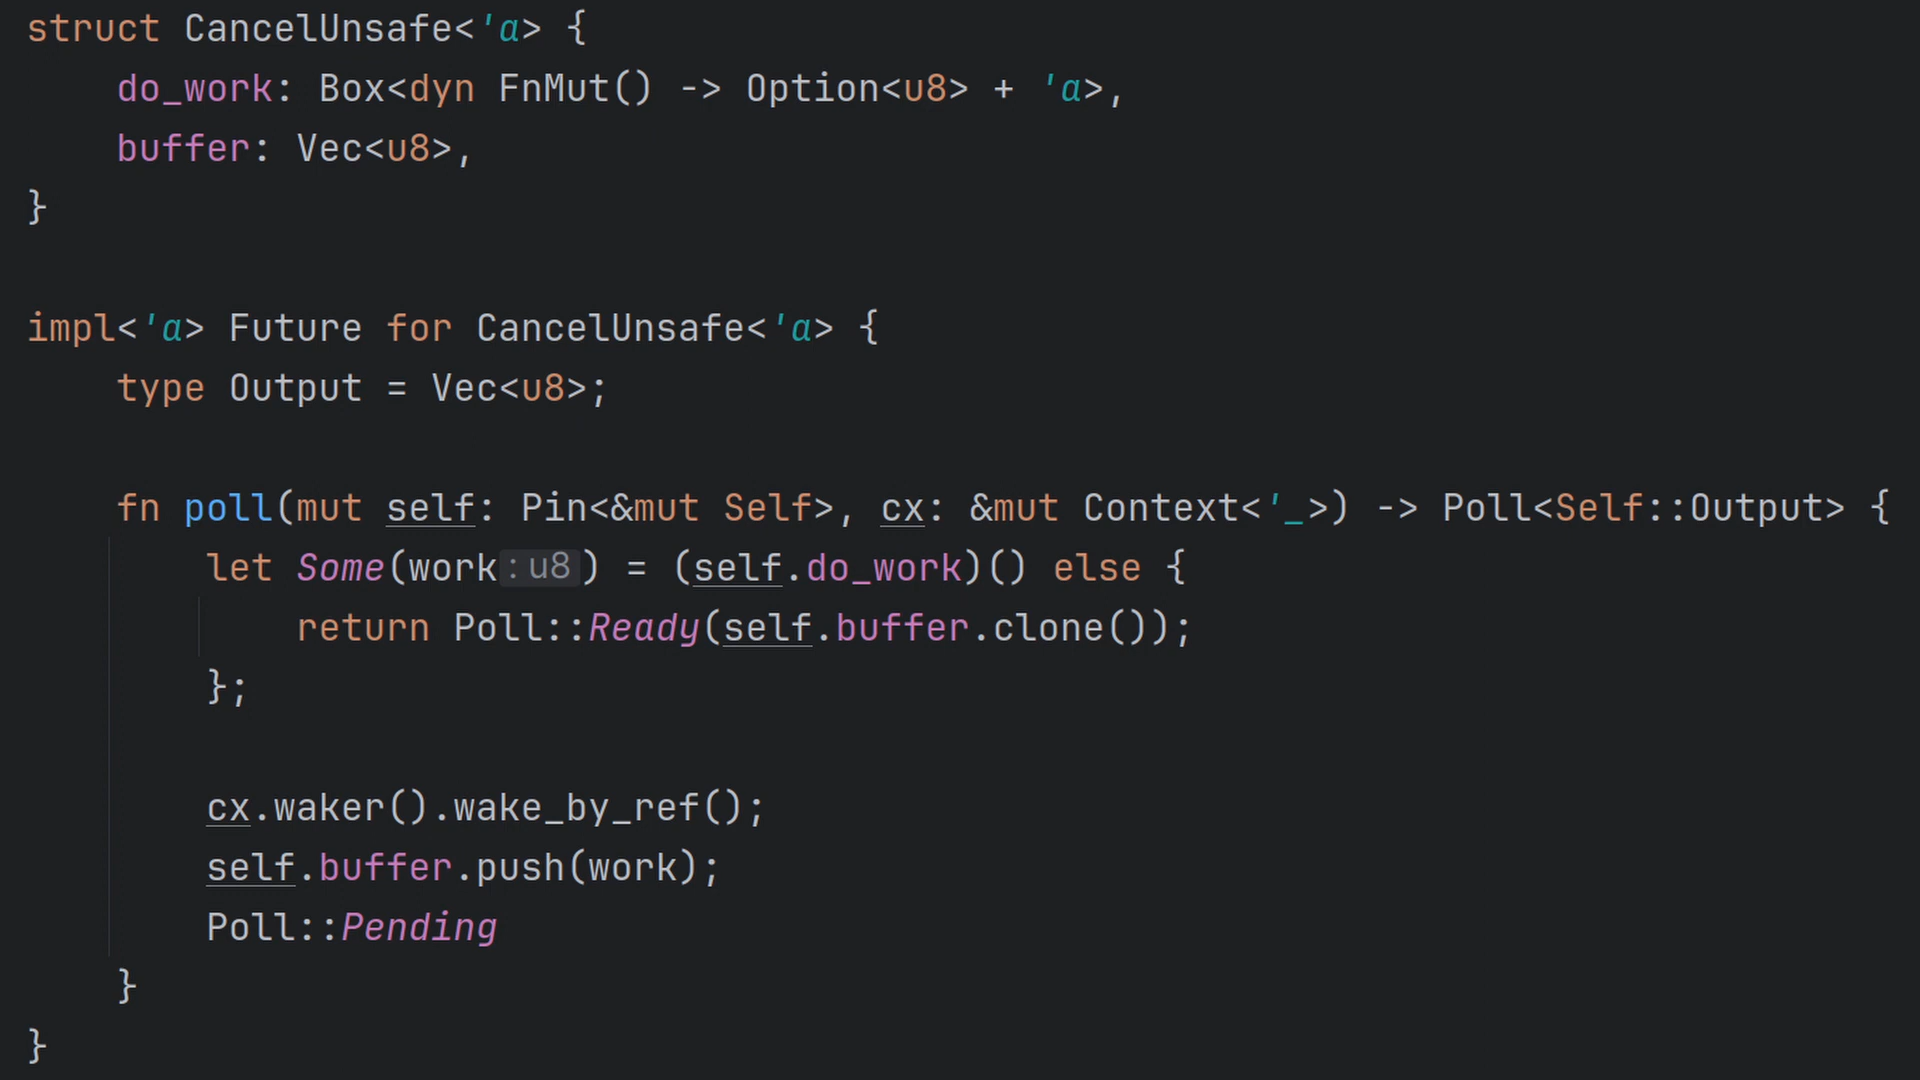 struct CancelUnsafe<'a> {
    do_work: Box<dyn FnMut() -> Option<u8> + 'a>,
    buffer: Vec<u8>,
}
impl<'a> Future for CancelUnsafe<'a> {
    type Output = Vec<u8>;
    fn poll(mut self: Pin<&mut Self>, cx: &mut Context<'_>) -> Poll<Self::Output> {
        let Some(work: u8) = (self.do_work)() else {
            return Poll::Ready(self.buffer.clone());
        };
        cx.waker().wake_by_ref();
        self.buffer.push(work);
        Poll::Pending
    }
}